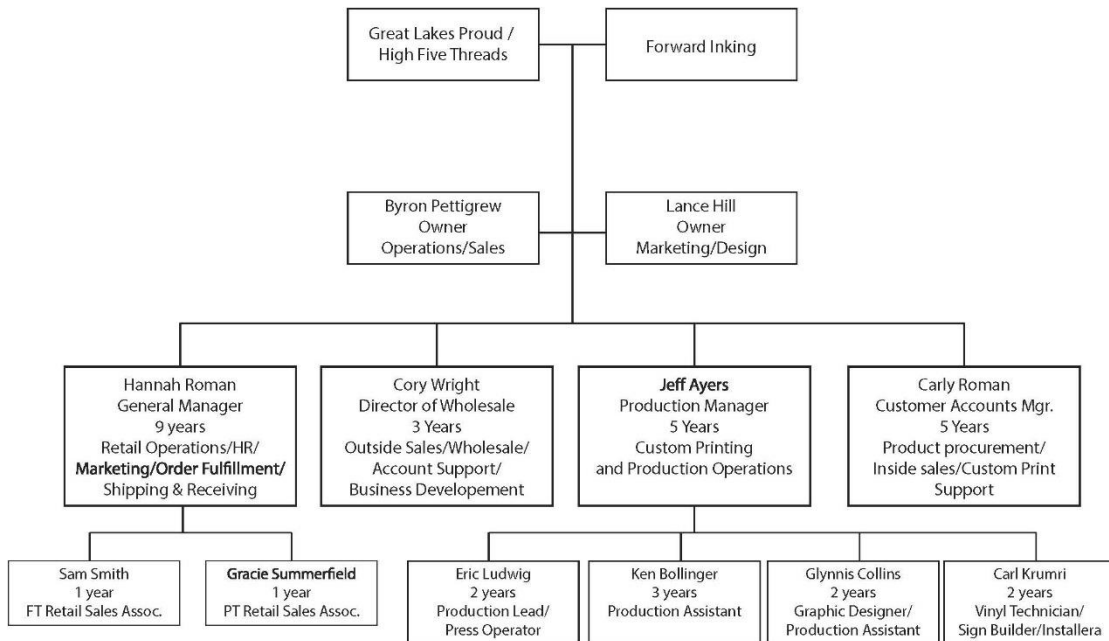 Great Lakes Proud /
High Five Threads
Forward Inking
Byron Pettigrew
Owner
Operations/Sales
Lance Hill
Owner
Marketing/Design
Hannah Roman
General Manager
9 years
Retail Operations/HR/
Marketing/Order Fulfillment/
Shipping & Receiving
Cory Wright
Director of Wholesale
3 Years
Outside Sales/Wholesale/
Account Support/
Business Developement
Jeff Ayers
Production Manager
5 Years
Custom Printing
and Production Operations
Carly Roman
Customer Accounts Mgr.
5 Years
Product procurement/
Inside sales/Custom Print
Support
Sam Smith
1 year
FT Retail Sales Assoc.
Gracie Summerfield
1 year
PT Retail Sales Assoc.
Eric Ludwig
2 years
Production Lead/
Press Operator
Ken Bollinger
3 years
Production Assistant
Glynnis Collins
2 years
Graphic Designer/
Production Assistant
Carl Krumri
2 years
Vinyl Technician/
Sign Builder/Installera